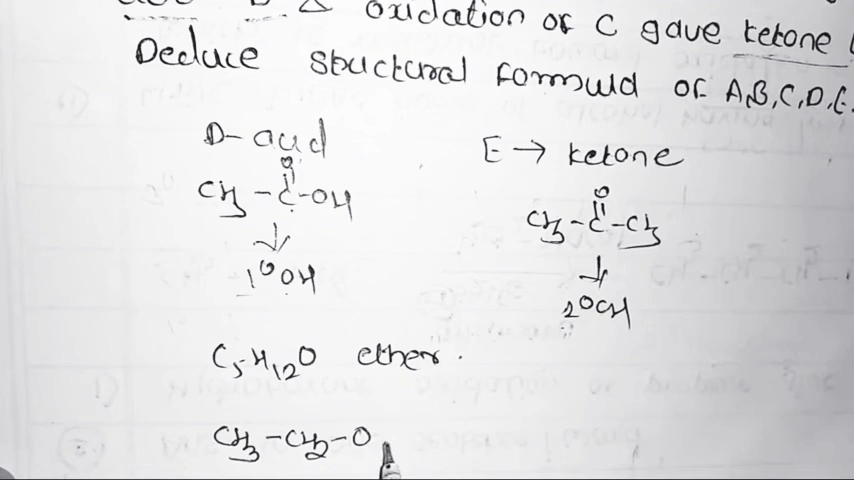 oxidation of C gave ketone
Deduce structural formula of A,B,C,D,E.
D- acid
E → ketone
O
CH3 - C - OH
O
CH3 - C - CH3
1° OH
2° OH
C5H12O ether.
CH3 - CH2 - O